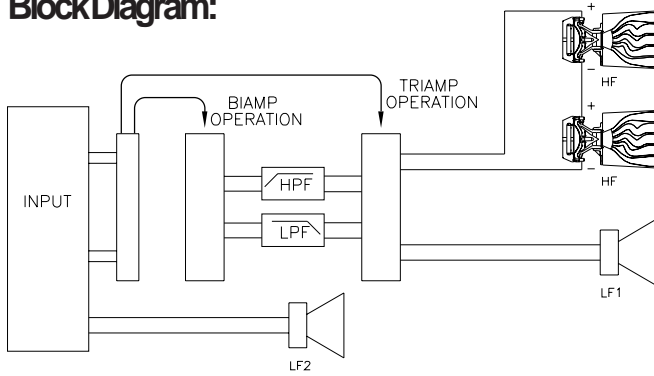 Block Diagram:
+
TRIAMP
OPERATION
BIAMP
OPERATION
− HF
+
INPUT
HPF
LPF
− HF
LF1
LF2